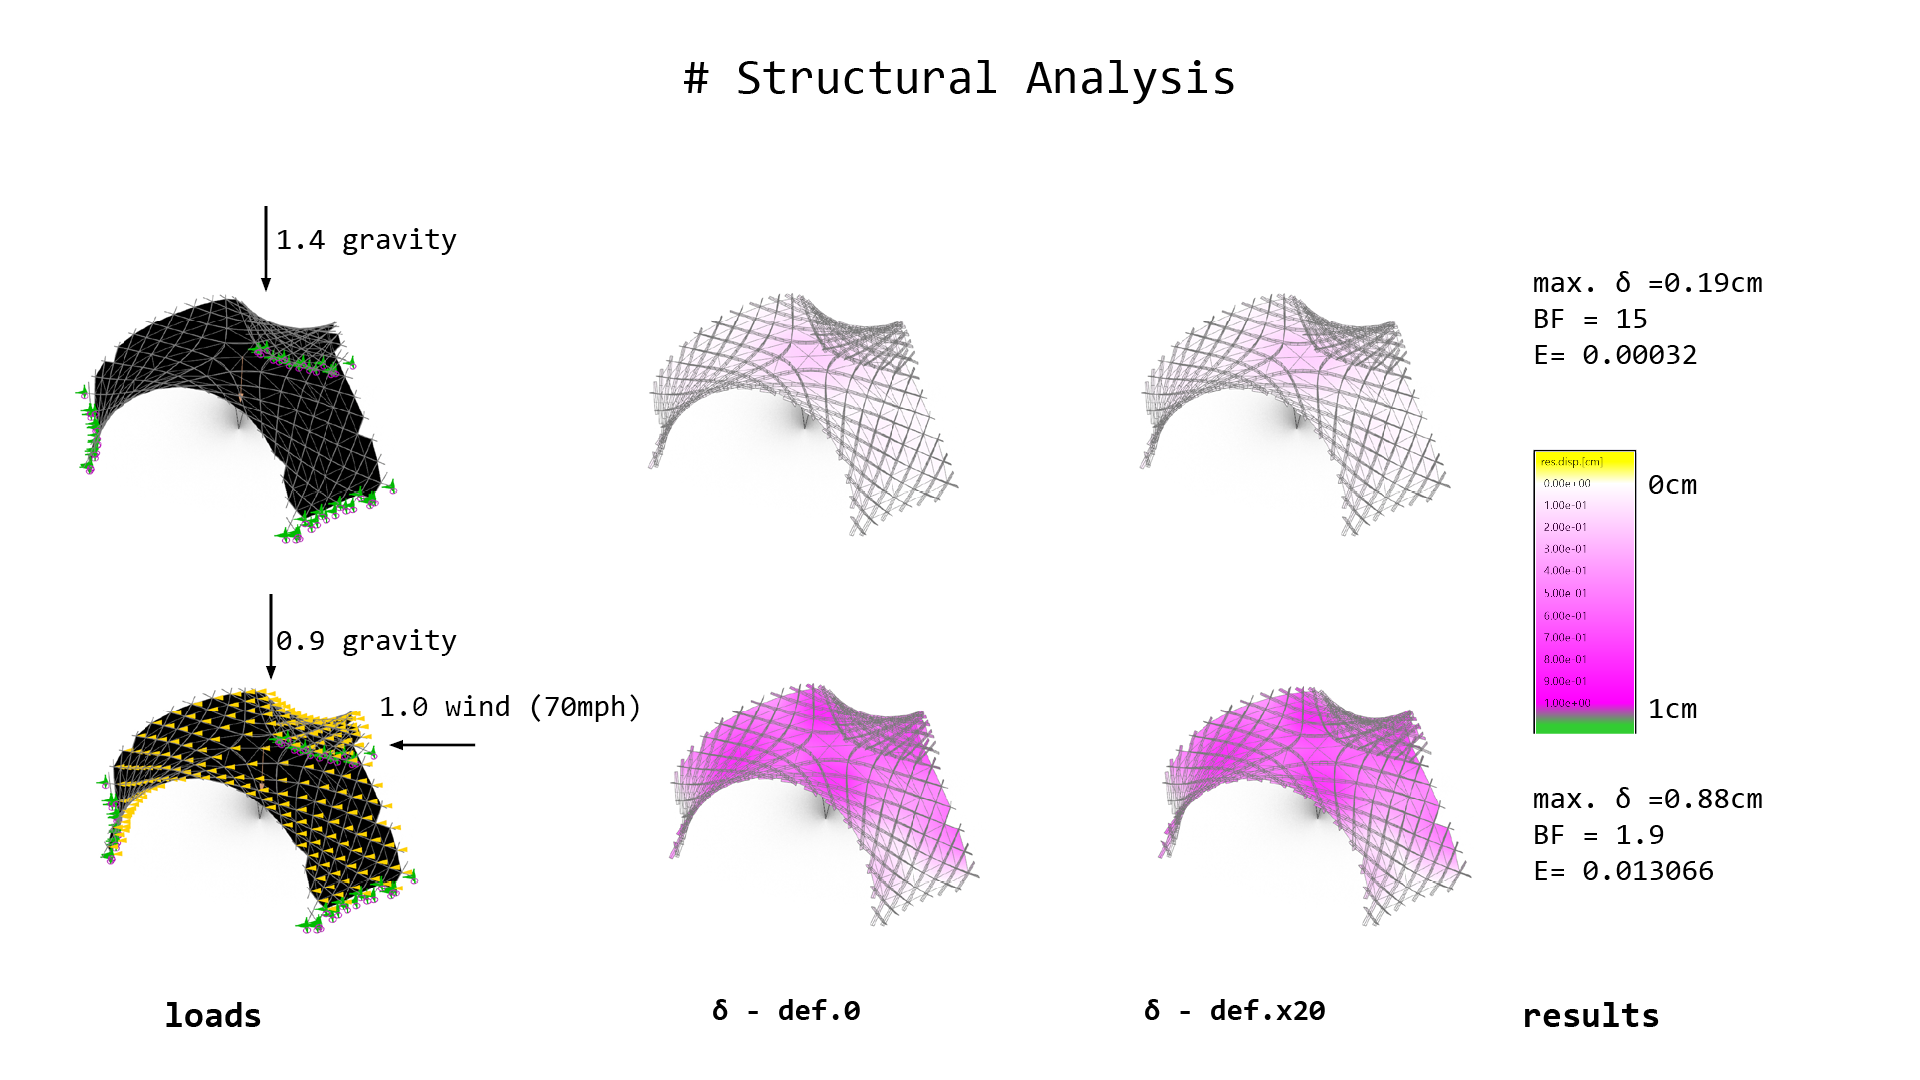 # Structural Analysis
1.4 gravity
max. δ =0.19cm
BF = 15
E= 0.00032
res.disp.[cm]
0.00e+00
1.00e-01
2.00e-01
3.00e-01
4.00e-01
5.00e-01
6.00e-01
7.00e-01
8.00e-01
9.00e-01
1.00e+00
0cm
1cm
0.9 gravity
1.0 wind (70mph)
max. δ =0.88cm
BF = 1.9
E= 0.013066
loads
δ - def.0
δ - def.x20
results